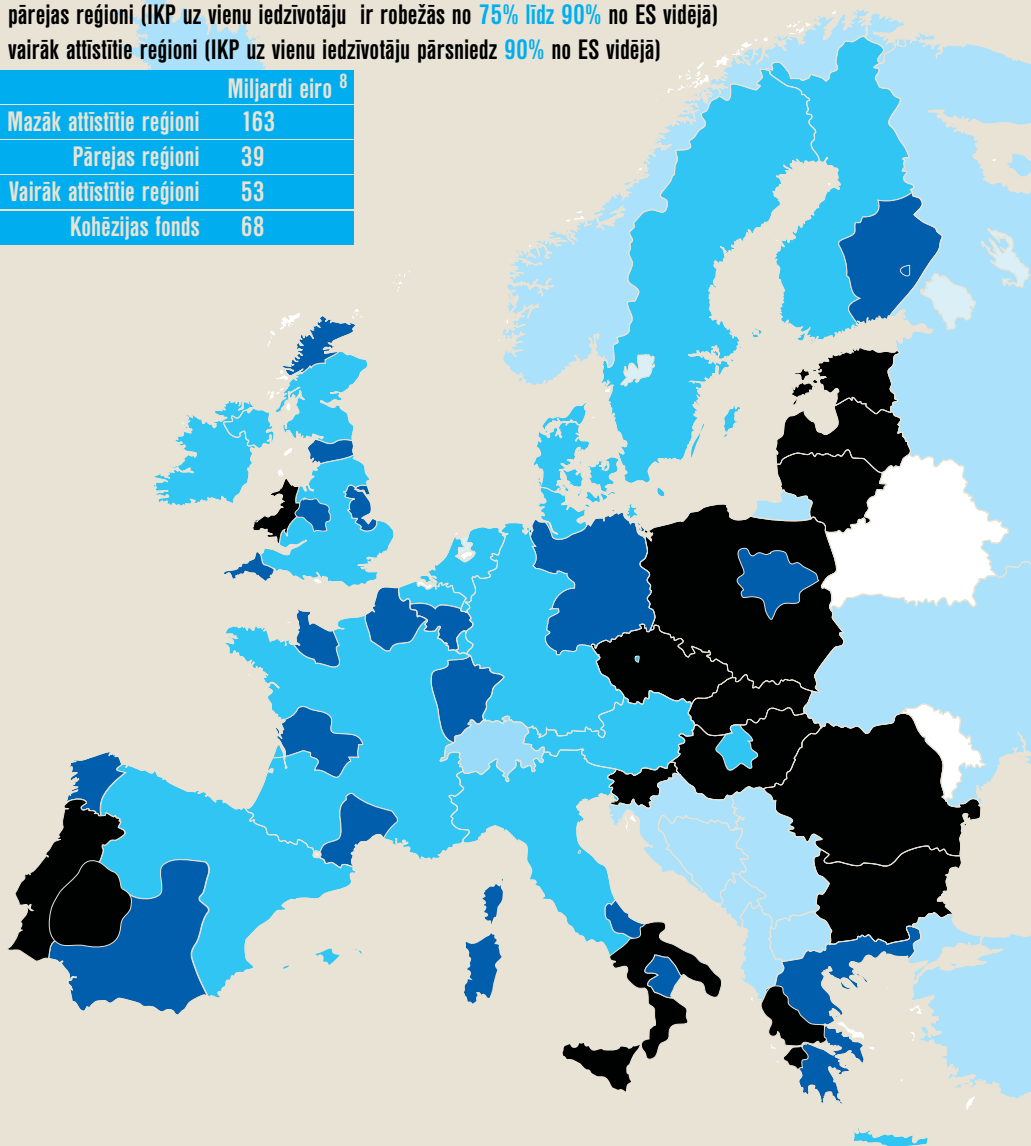 pārejas reģioni (IKP uz vienu iedzīvotāju ir robežās no 75% līdz 90% no ES vidējā)
vairāk attīstītie reģioni (IKP uz vienu iedzīvotāju pārsniedz 90% no ES vidējā)
Miljardi eiro 8
Mazāk attīstītie reģioni 163
Pārejas reģioni 39
Vairāk attīstītie reģioni 53
Kohēzijas fonds 68